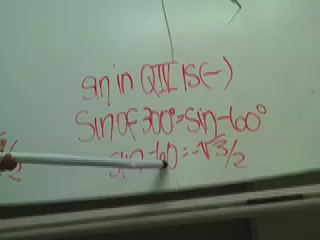 sin in QIV IS (-)
Sin OF 300°=sin-60°
sin-60=-√3/2